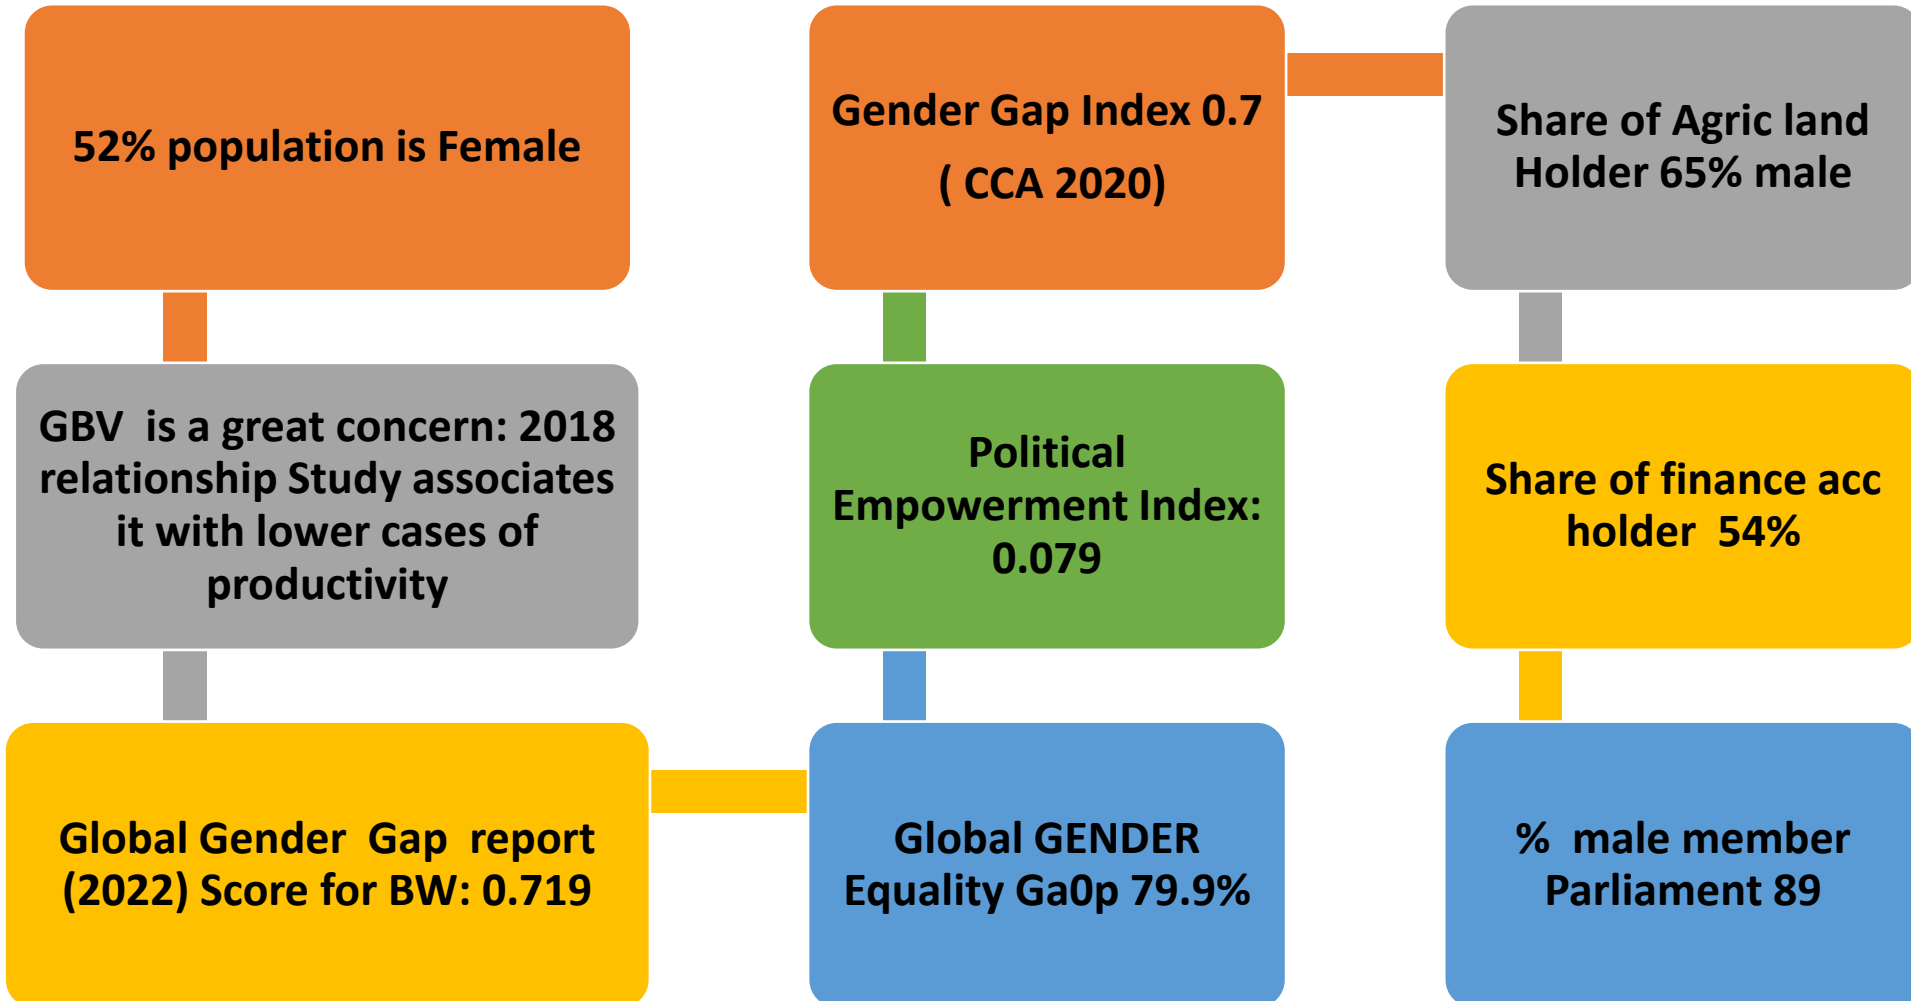 52% population is Female
GBV  is a great concern: 2018
relationship Study associates
it with lower cases of
productivity
Global Gender  Gap  report
(2022) Score for BW: 0.719
Global GENDER
Equality Ga0p 79.9%
Political
Empowerment Index:
0.079
Gender Gap Index 0.7
( CCA 2020)
Share of Agric land
Holder 65% male
Share of finance acc
holder  54%
%  male member
Parliament 89